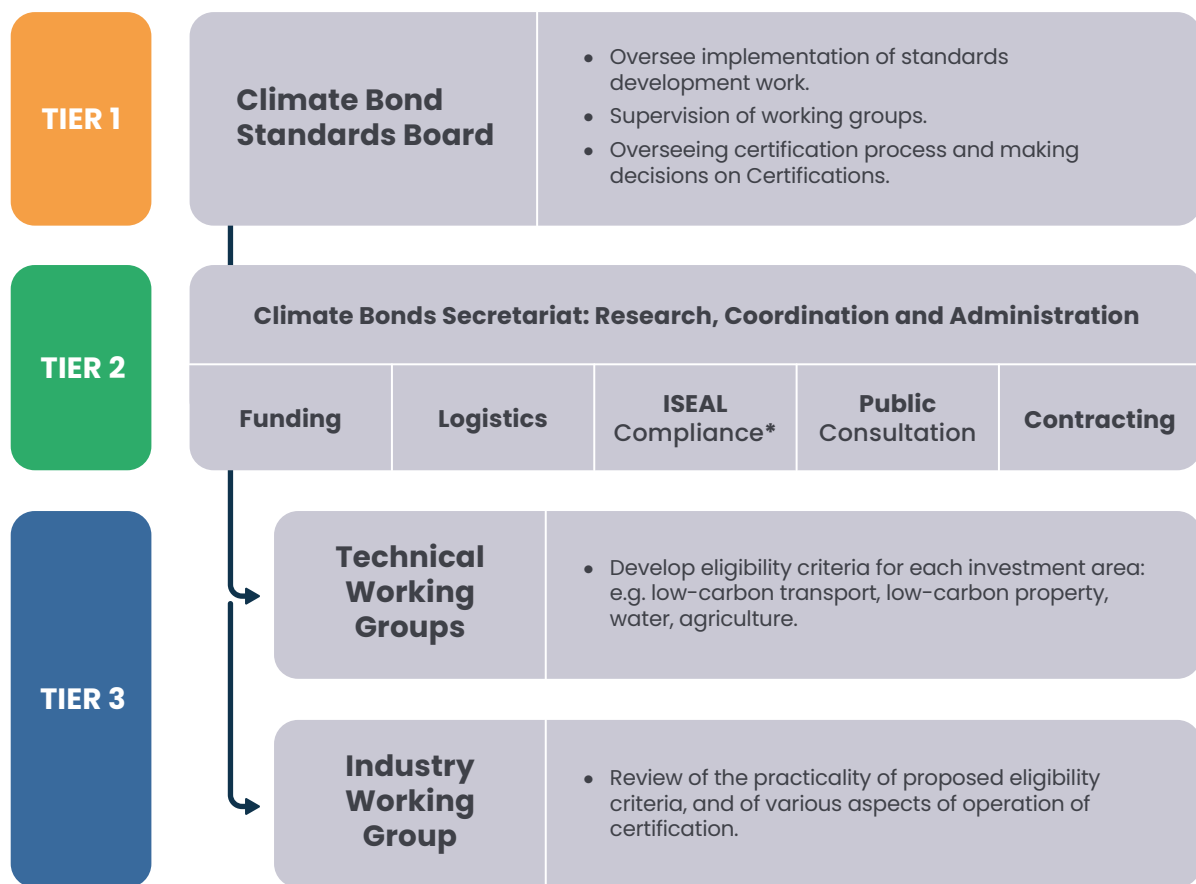 TIER 1
Climate Bond
Standards Board
• Oversee implementation of standards
development work.
• Supervision of working groups.
• Overseeing certification process and making
decisions on Certifications.
TIER 2
Climate Bonds Secretariat: Research, Coordination and Administration
Funding
Logistics
ISEAL
Compliance*
Public
Consultation
Contracting
TIER 3
Technical
Working
Groups
• Develop eligibility criteria for each investment area:
e.g. low-carbon transport, low-carbon property,
water, agriculture.
Industry
Working
Group
• Review of the practicality of proposed eligibility
criteria, and of various aspects of operation of
certification.